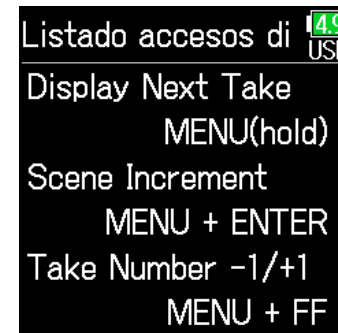 Listado accesos di
Display Next Take
MENU(hold)
Scene Increment
MENU + ENTER
Take Number -1/+1
MENU + FF